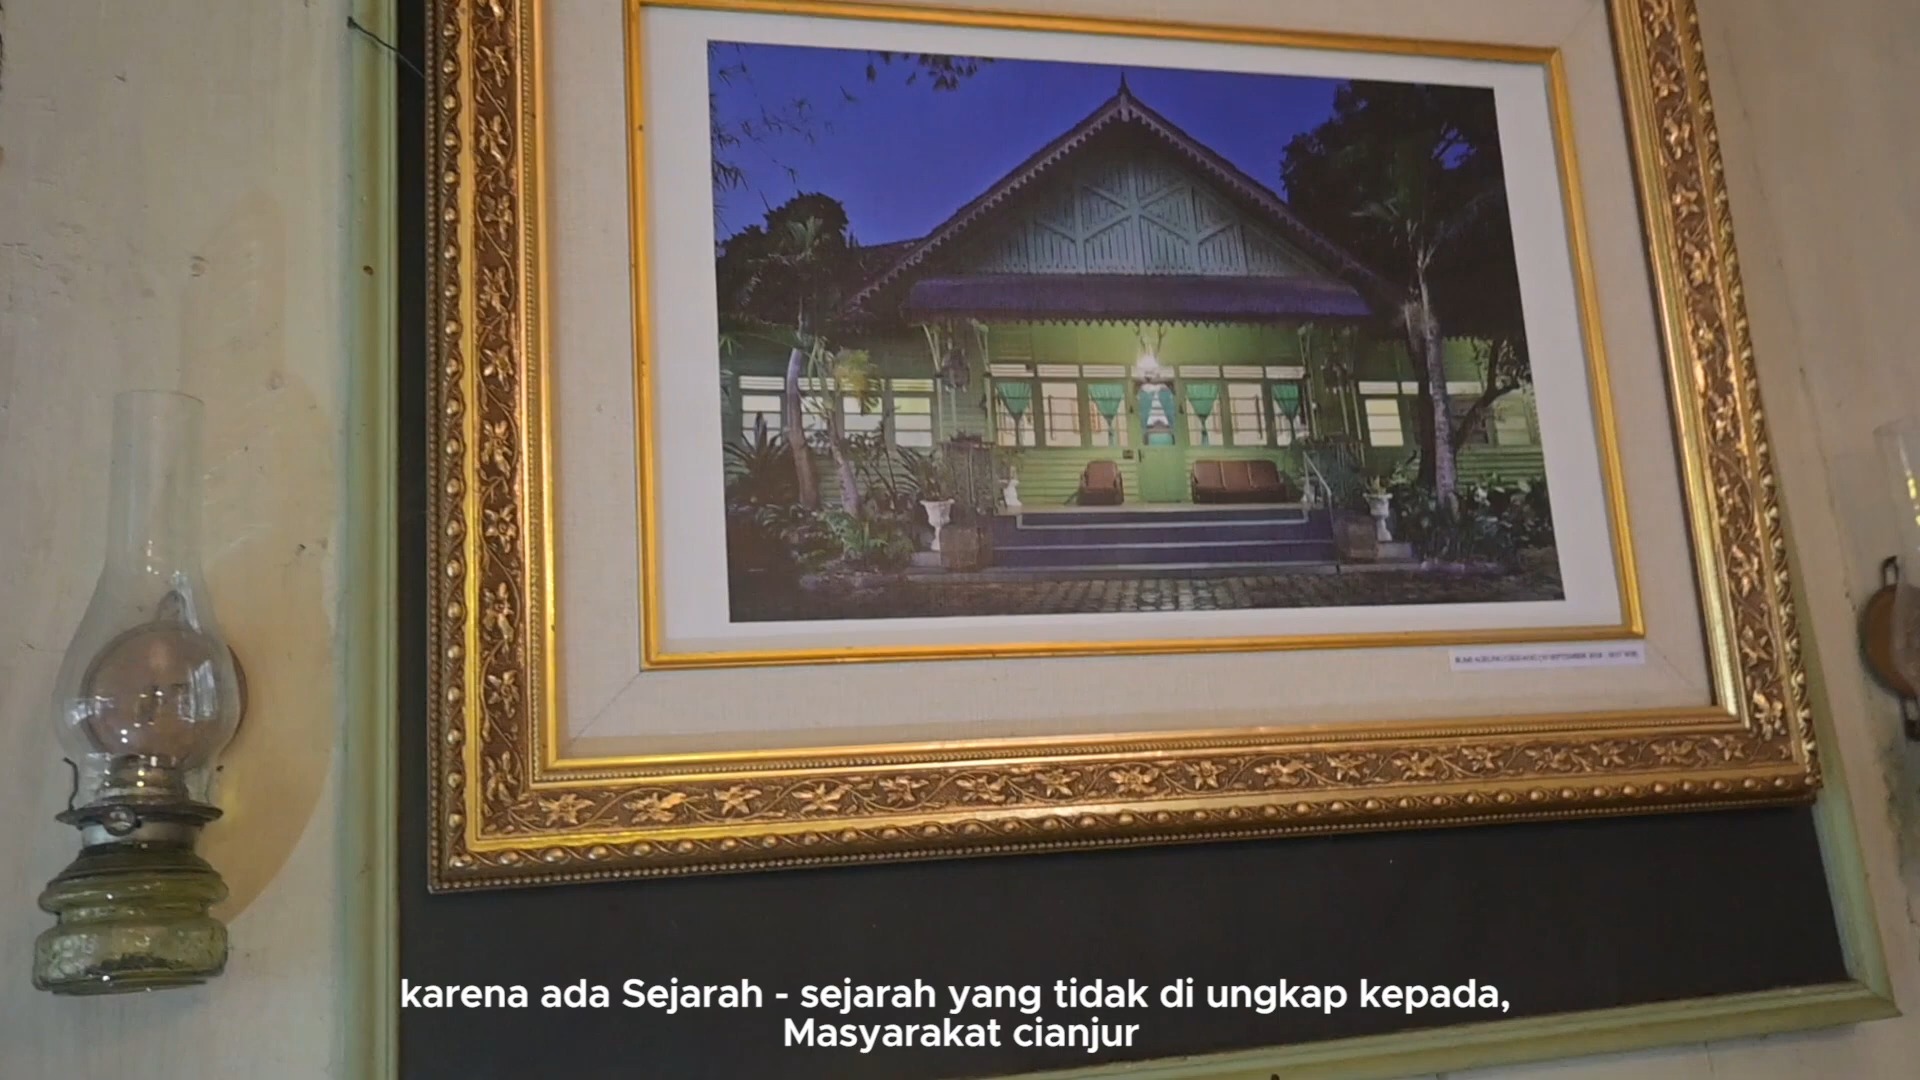 karena ada Sejarah - sejarah yang tidak di ungkap kepada,
Masyarakat cianjur